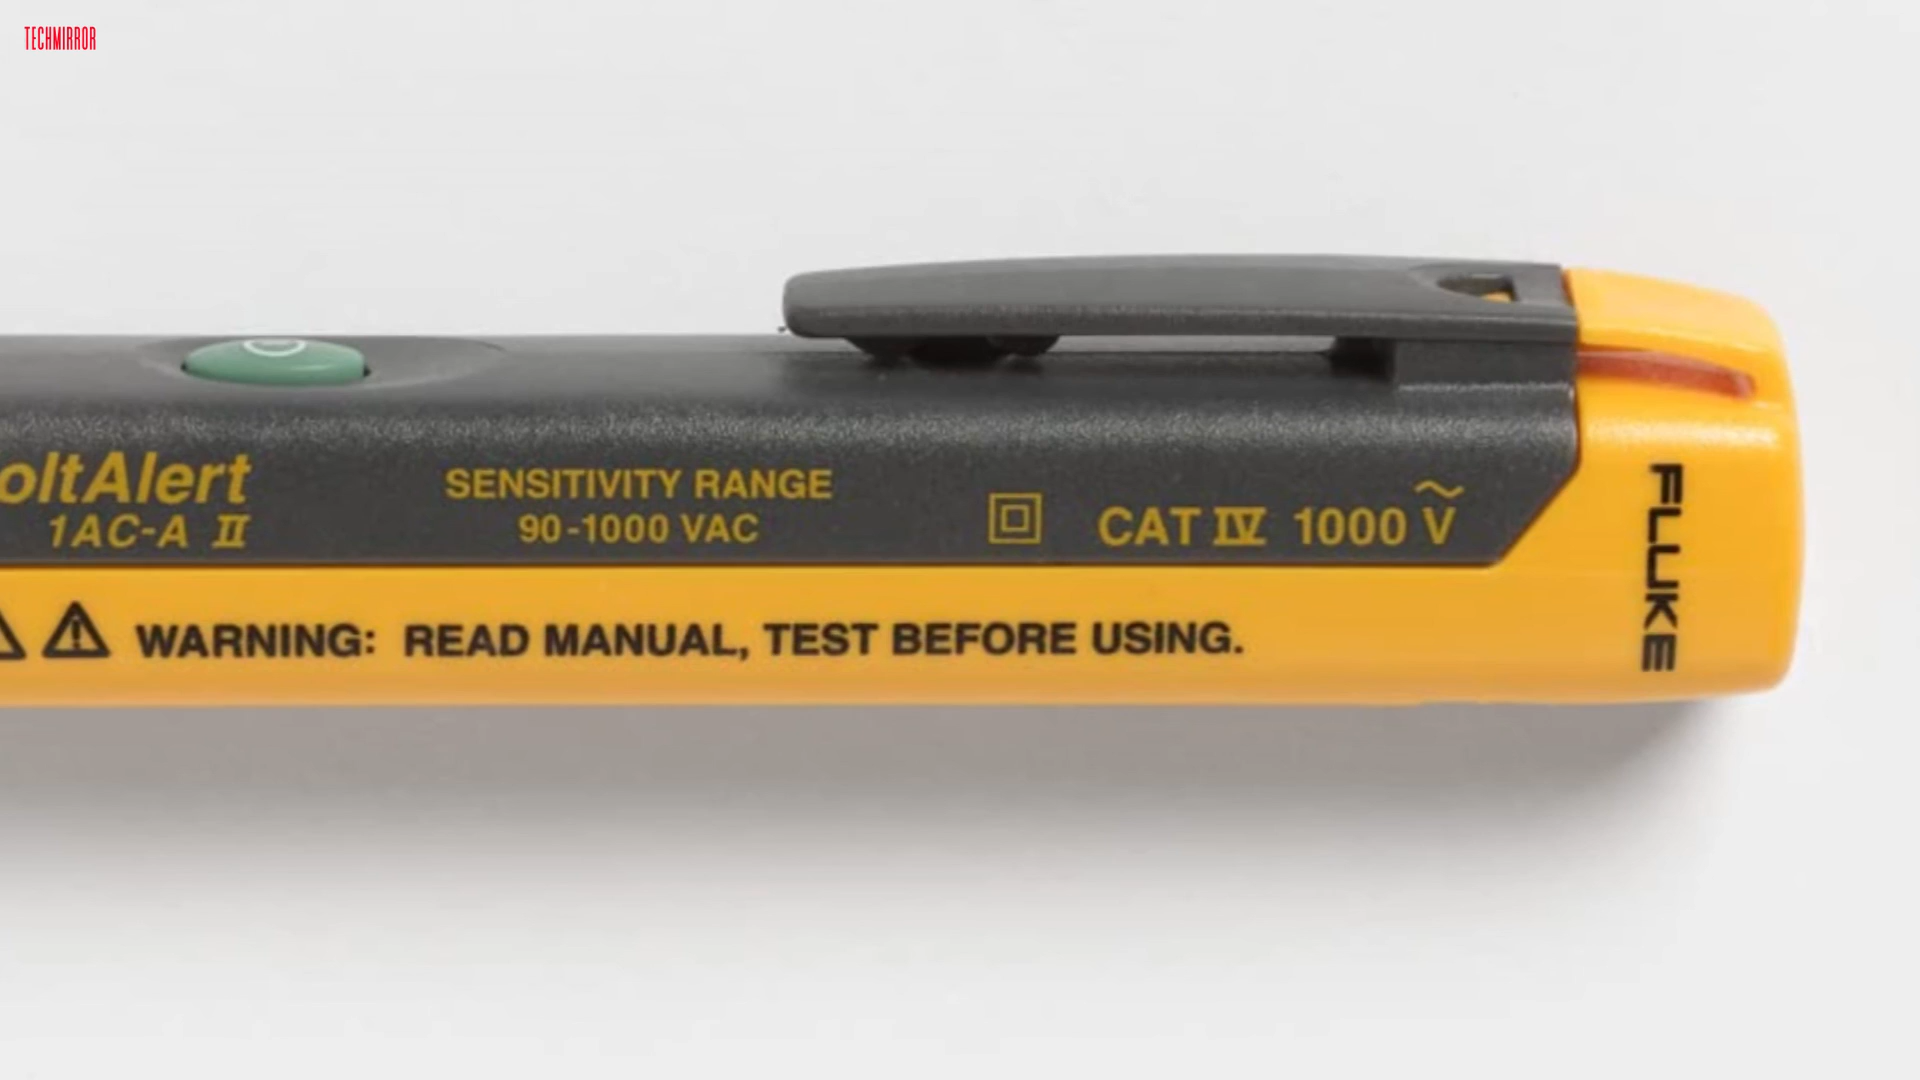 TECHMIRROR
oltAlert
1AC-A II
SENSITIVITY RANGE
90-1000 VAC
CAT IV 1000 V
WARNING: READ MANUAL, TEST BEFORE USING.
FLUKE